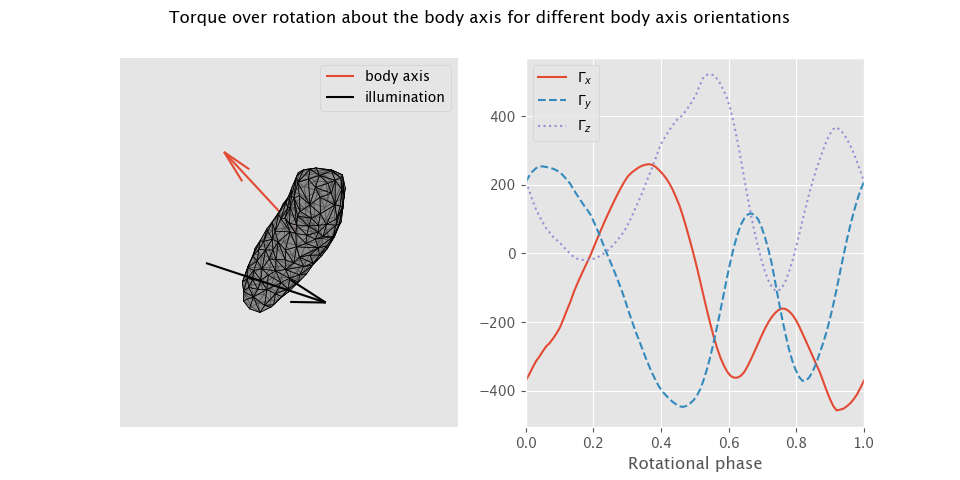 Torque over rotation about the body axis for different body axis orientations
body axis
illumination
Γx
Γy
Γz
400
200
0
−200
−400
0.0 0.2 0.4 0.6 0.8 1.0
Rotational phase